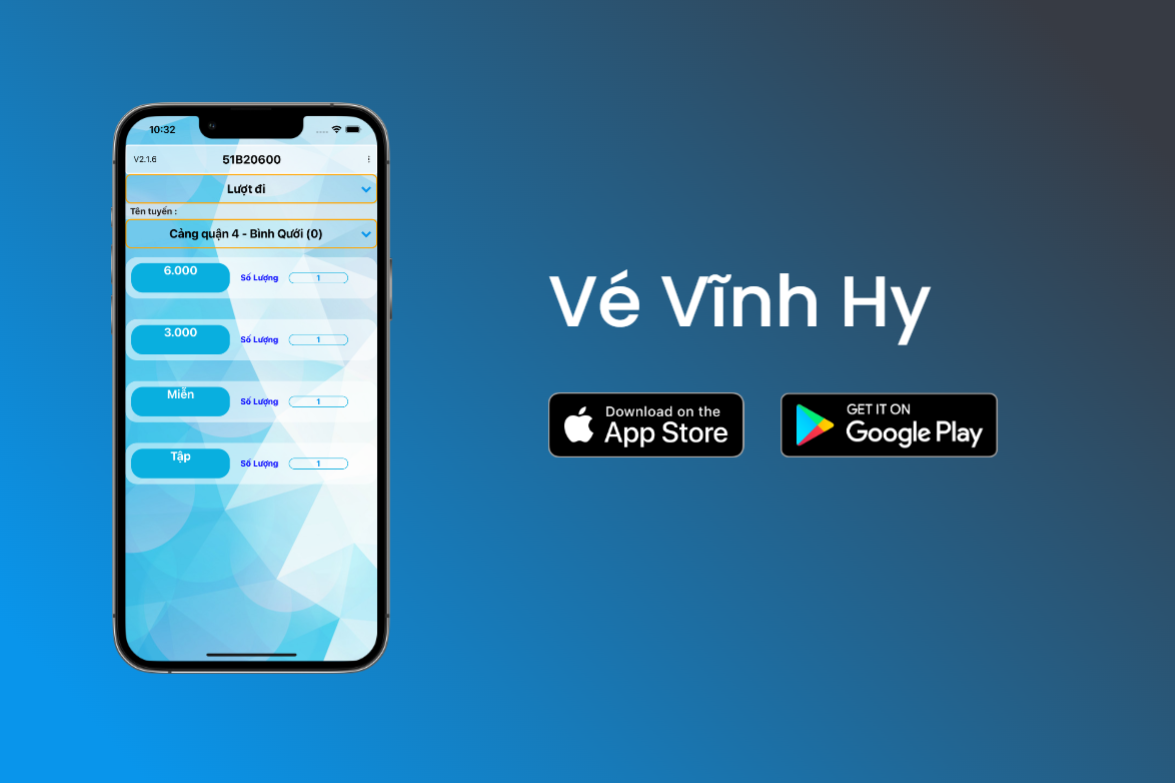 10:32
V2.1.6
51B20600
Lượt đi
Tên tuyến :
Cảng quận 4 - Bình Qưới (0)
6.000
Số Lượng
1
3.000
Số Lượng
1
Miễn
Số Lượng
1
Tập
Số Lượng
1
Vé Vĩnh Hy
Download on the
App Store
GET IT ON
Google Play